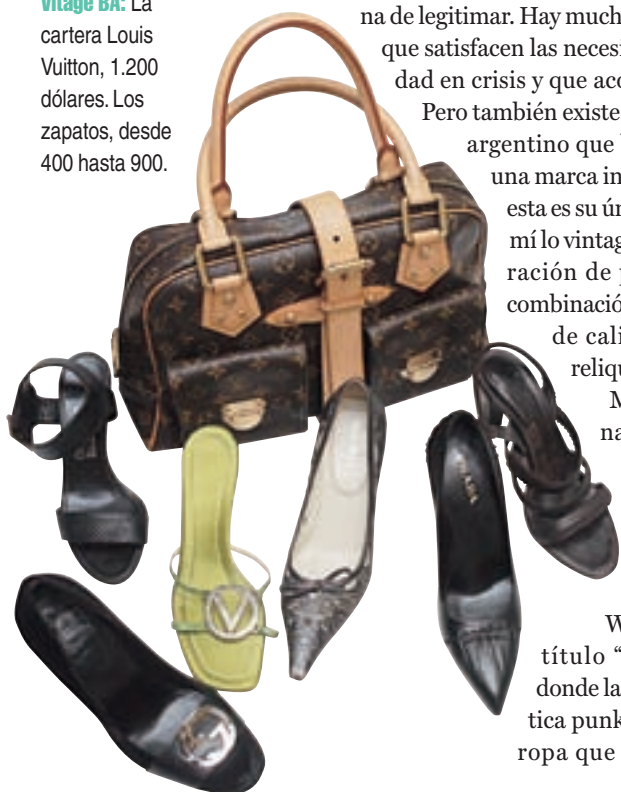 Vitage BA: La
cartera Louis
Vuitton, 1.200
dólares. Los
zapatos, desde
400 hasta 900.
na de legitimar. Hay much
que satisfacen las necesi
dad en crisis y que aco
Pero también existe
argentino que
una marca in
esta es su ún
mí lo vintag
ración de
combinació
de cali
reliqu
M
na
W
título “
donde la
tica punk
ropa que
PRADA